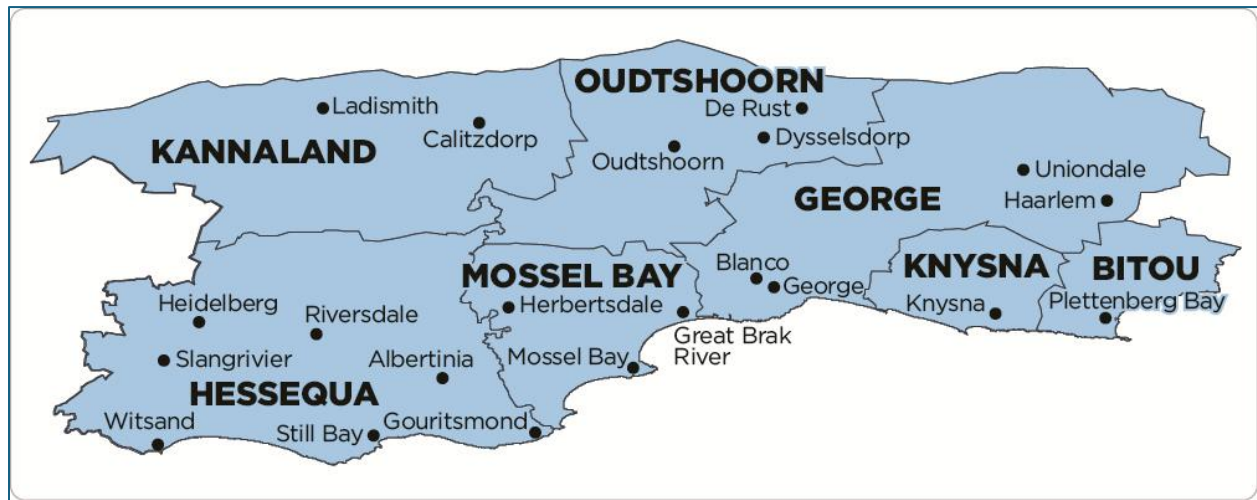 OUDTSHOORN
De Rust
Ladismith
Calitzdorp
KANNALAND
Dysselsdorp
Oudtshoorn
Uniondale
GEORGE
Haarlem
Blanco
George
MOSSEL BAY
KNYSNA
BITOU
Herbertsdale
Knysna
Plettenberg Bay
Heidelberg
Riversdale
Great Brak
River
Slangrivier
Albertinia
Mossel Bay
HESSEQUA
Witsand
Still Bay
Gouritsmond